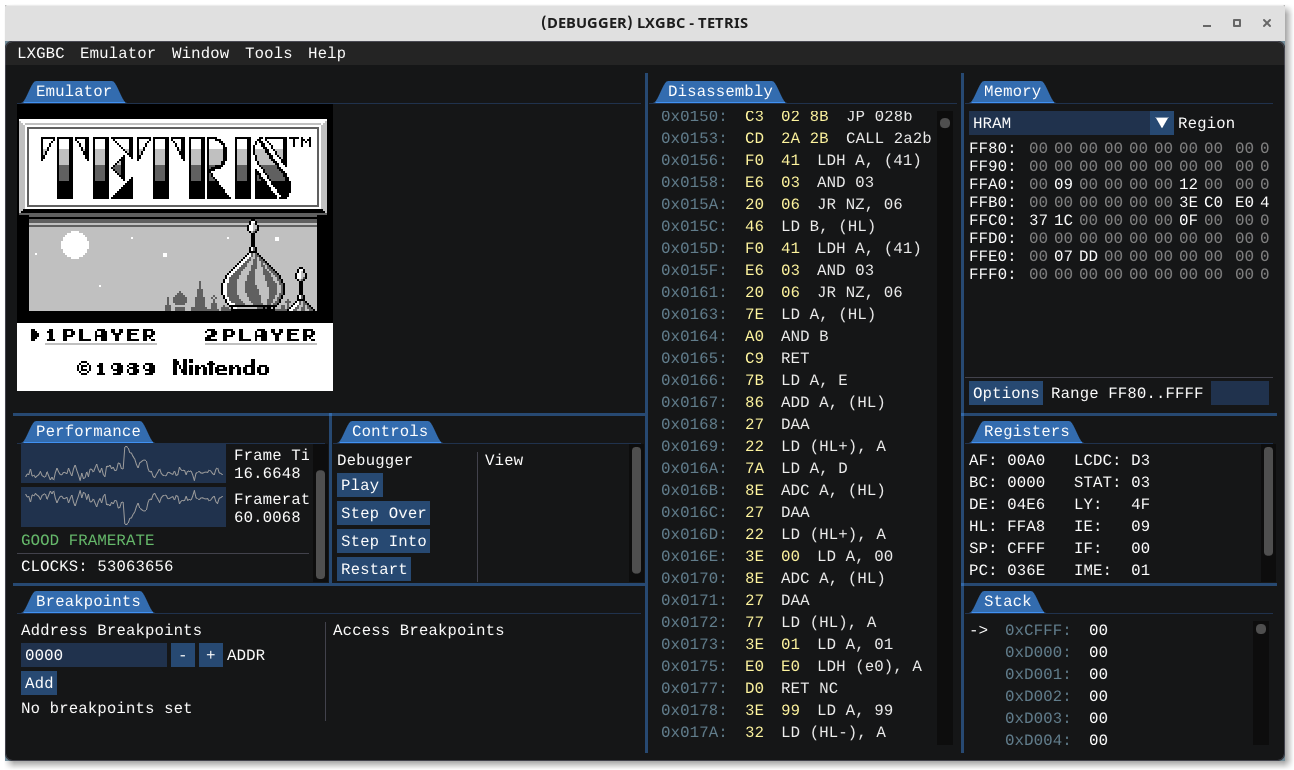 (DEBUGGER) LXGBC - TETRIS
LXGBC Emulator Window Tools Help
Emulator
TETRIS™
1PLAYER 2PLAYER
©1989 Nintendo
Performance
Frame Ti
16.6648
Framerat
60.0068
GOOD FRAMERATE
CLOCKS: 53063656
Controls
Debugger View
Play
Step Over
Step Into
Restart
Breakpoints
Address Breakpoints Access Breakpoints
0000 - + ADDR
Add
No breakpoints set
Disassembly
0x0150: C3 02 8B JP 028b
0x0153: CD 2A 2B CALL 2a2b
0x0156: F0 41 LDH A, (41)
0x0158: E6 03 AND 03
0x015A: 20 06 JR NZ, 06
0x015C: 46 LD B, (HL)
0x015D: F0 41 LDH A, (41)
0x015F: E6 03 AND 03
0x0161: 20 06 JR NZ, 06
0x0163: 7E LD A, (HL)
0x0164: A0 AND B
0x0165: C9 RET
0x0166: 7B LD A, E
0x0167: 86 ADD A, (HL)
0x0168: 27 DAA
0x0169: 22 LD (HL+), A
0x016A: 7A LD A, D
0x016B: 8E ADC A, (HL)
0x016C: 27 DAA
0x016D: 22 LD (HL+), A
0x016E: 3E 00 LD A, 00
0x0170: 8E ADC A, (HL)
0x0171: 27 DAA
0x0172: 77 LD (HL), A
0x0173: 3E 01 LD A, 01
0x0175: E0 E0 LDH (e0), A
0x0177: D0 RET NC
0x0178: 3E 99 LD A, 99
0x017A: 32 LD (HL-), A
Memory
HRAM Region
FF80: 00 00 00 00 00 00 00 00 00 0
FF90: 00 00 00 00 00 00 00 00 00 0
FFA0: 00 09 00 00 00 00 12 00 00 0
FFB0: 00 00 00 00 00 00 3E C0 E0 4
FFC0: 37 1C 00 00 00 00 0F 00 00 0
FFD0: 00 00 00 00 00 00 00 00 00 0
FFE0: 00 07 DD 00 00 00 00 00 00 0
FFF0: 00 00 00 00 00 00 00 00 00 0
Options Range FF80..FFFF
Registers
AF: 00A0 LCDC: D3
BC: 0000 STAT: 03
DE: 04E6 LY: 4F
HL: FFA8 IE: 09
SP: CFFF IF: 00
PC: 036E IME: 01
Stack
-> 0xCFFF: 00
0xD000: 00
0xD001: 00
0xD002: 00
0xD003: 00
0xD004: 00